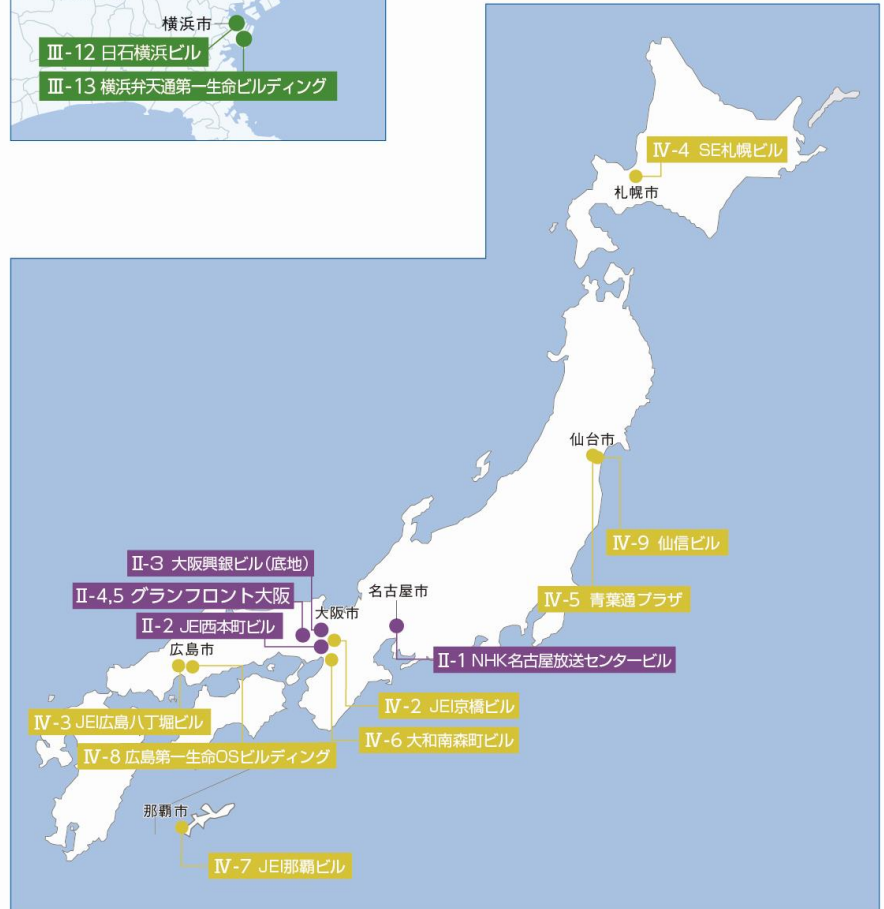 横浜市
Ⅲ-12 日石横浜ビル
Ⅲ-13 横浜弁天通第一生命ビルディング
Ⅳ-4 SE札幌ビル
札幌市
仙台市
Ⅳ-9 仙信ビル
Ⅳ-5 青葉通プラザ
Ⅱ-3 大阪興銀ビル(底地)
Ⅱ-4,5 グランフロント大阪
Ⅱ-2 JEI西本町ビル
大阪市
名古屋市
広島市
Ⅱ-1 NHK名古屋放送センタービル
Ⅳ-2 JEI京橋ビル
Ⅳ-3 JEI広島八丁堀ビル
Ⅳ-6 大和南森町ビル
Ⅳ-8 広島第一生命OSビルディング
那覇市
Ⅳ-7 JEI那覇ビル